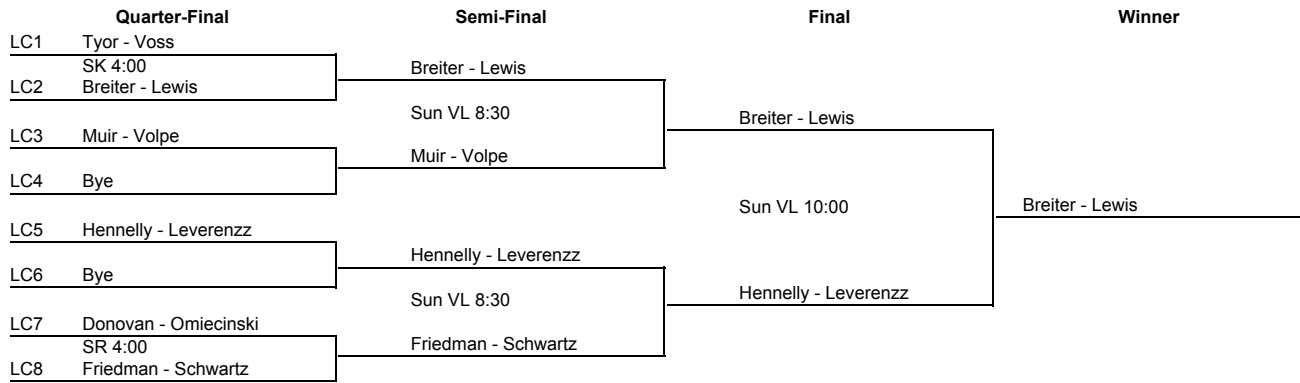 Quarter-Final Semi-Final Final Winner
LC1 Tyor - Voss
SK 4:00 Breiter - Lewis
LC2 Breiter - Lewis
Sun VL 8:30 Breiter - Lewis
LC3 Muir - Volpe
Muir - Volpe
LC4 Bye
Sun VL 10:00 Breiter - Lewis
LC5 Hennelly - Leverenzz
Hennelly - Leverenzz
LC6 Bye
Sun VL 8:30 Hennelly - Leverenzz
LC7 Donovan - Omiecinski
SR 4:00 Friedman - Schwartz
LC8 Friedman - Schwartz